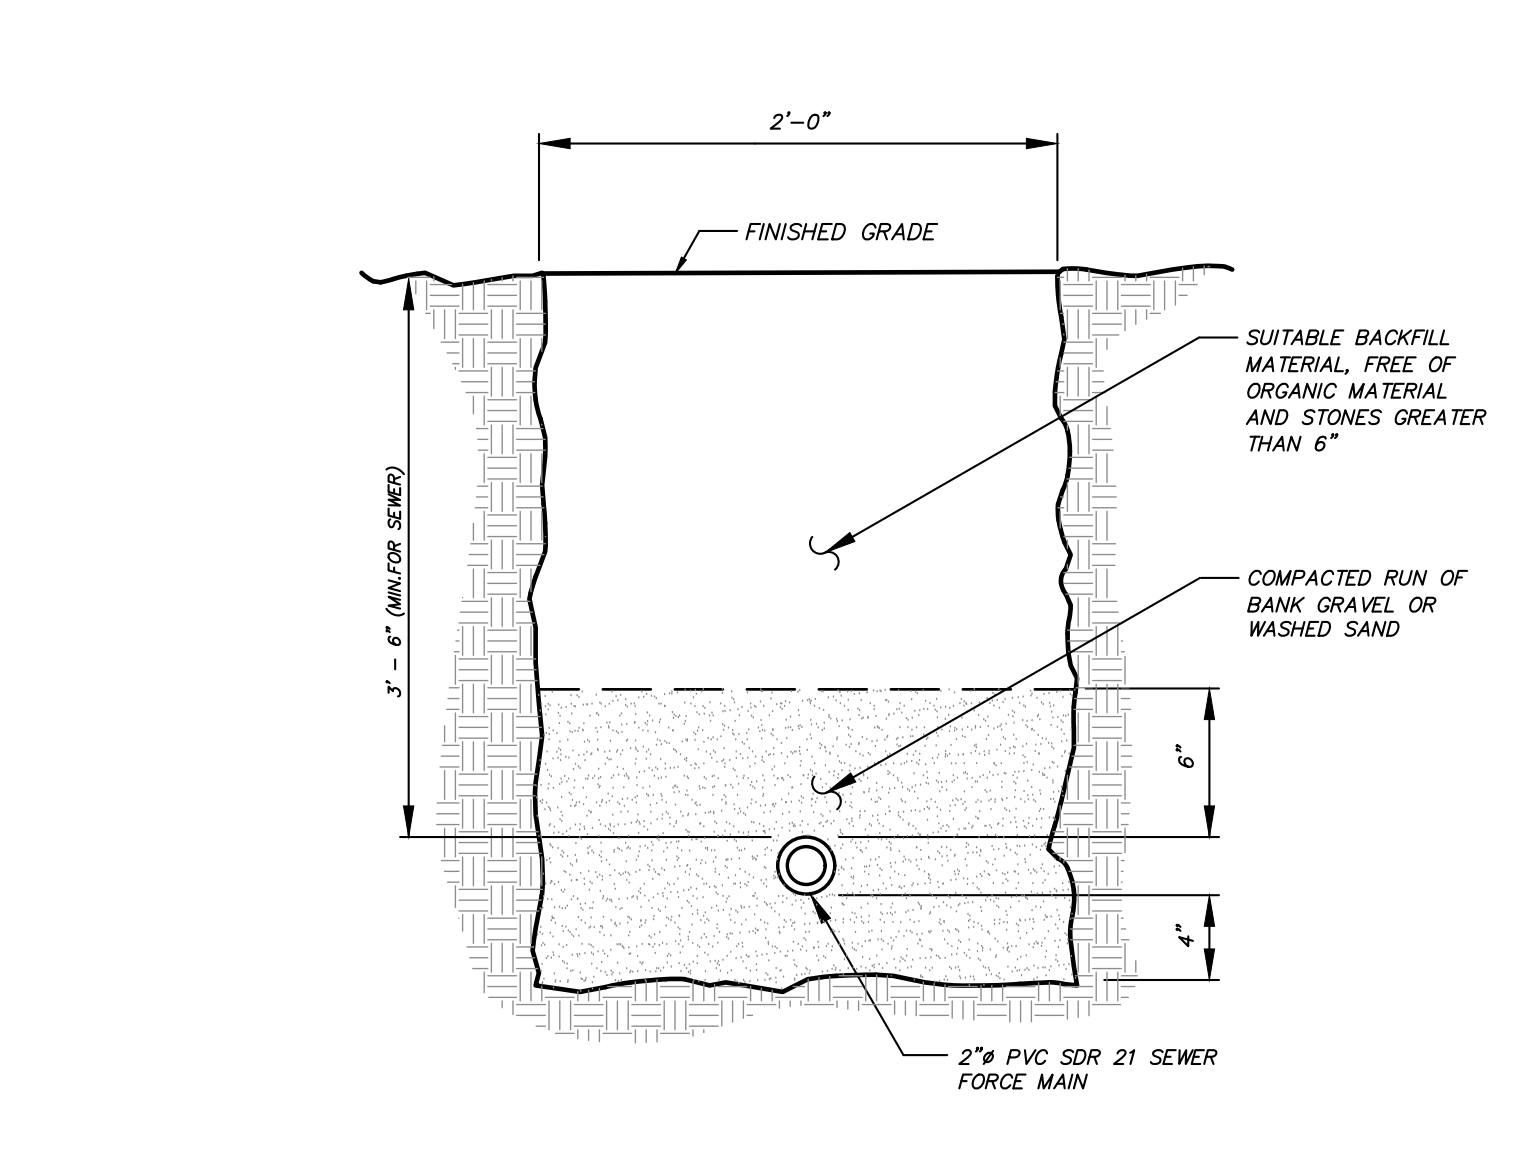 2'-0"
FINISHED GRADE
SUITABLE BACKFILL
MATERIAL, FREE OF
ORGANIC MATERIAL
AND STONES GREATER
THAN 6"
3' - 6" (MIN.FOR SEWER)
COMPACTED RUN OF
BANK GRAVEL OR
WASHED SAND
6"
4"
2"ø PVC SDR 21 SEWER
FORCE MAIN